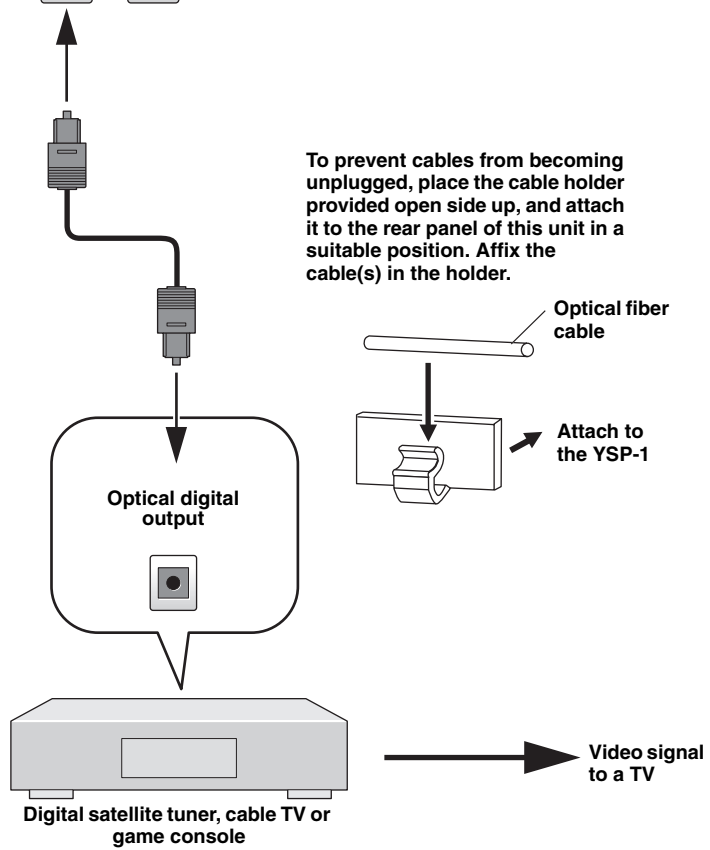 To prevent cables from becoming
unplugged, place the cable holder
provided open side up, and attach
it to the rear panel of this unit in a
suitable position. Affix the
cable(s) in the holder.
Optical fiber
cable
Attach to
the YSP-1
Optical digital
output
Video signal
to a TV
Digital satellite tuner, cable TV or
game console